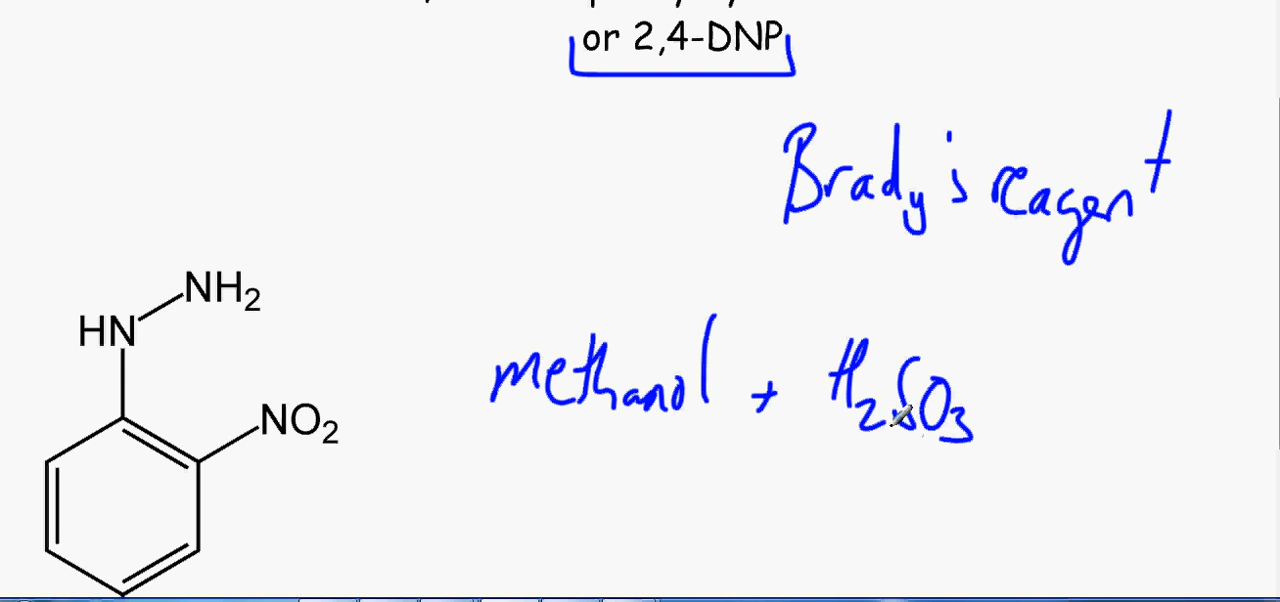 or 2,4-DNP
Brady's reagent
NH₂
HN
methanol + H₂SO₃
NO₂